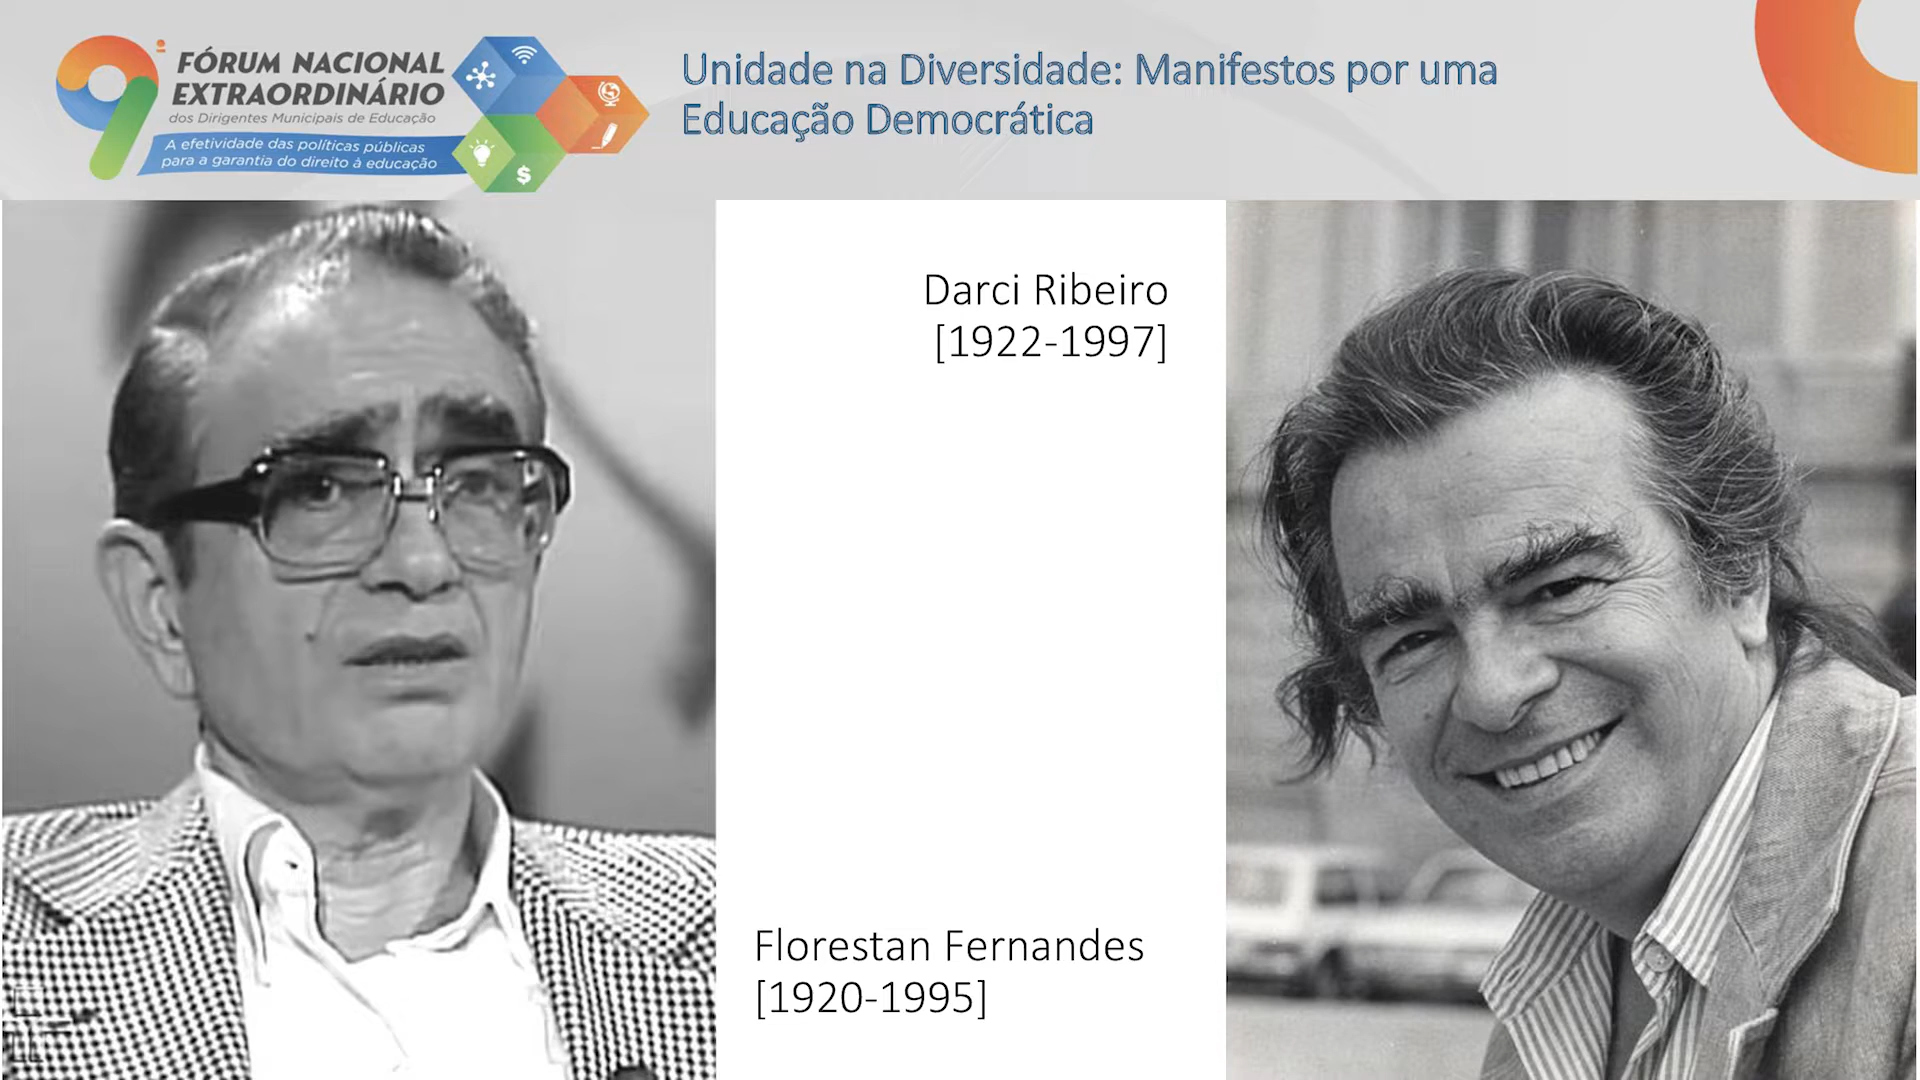 9º
FÓRUM NACIONAL
EXTRAORDINÁRIO
dos Dirigentes Municipais de Educação
A efetividade das políticas públicas
para a garantia do direito à educação
$
Unidade na Diversidade: Manifestos por uma
Educação Democrática
Darci Ribeiro
[1922-1997]
Florestan Fernandes
[1920-1995]